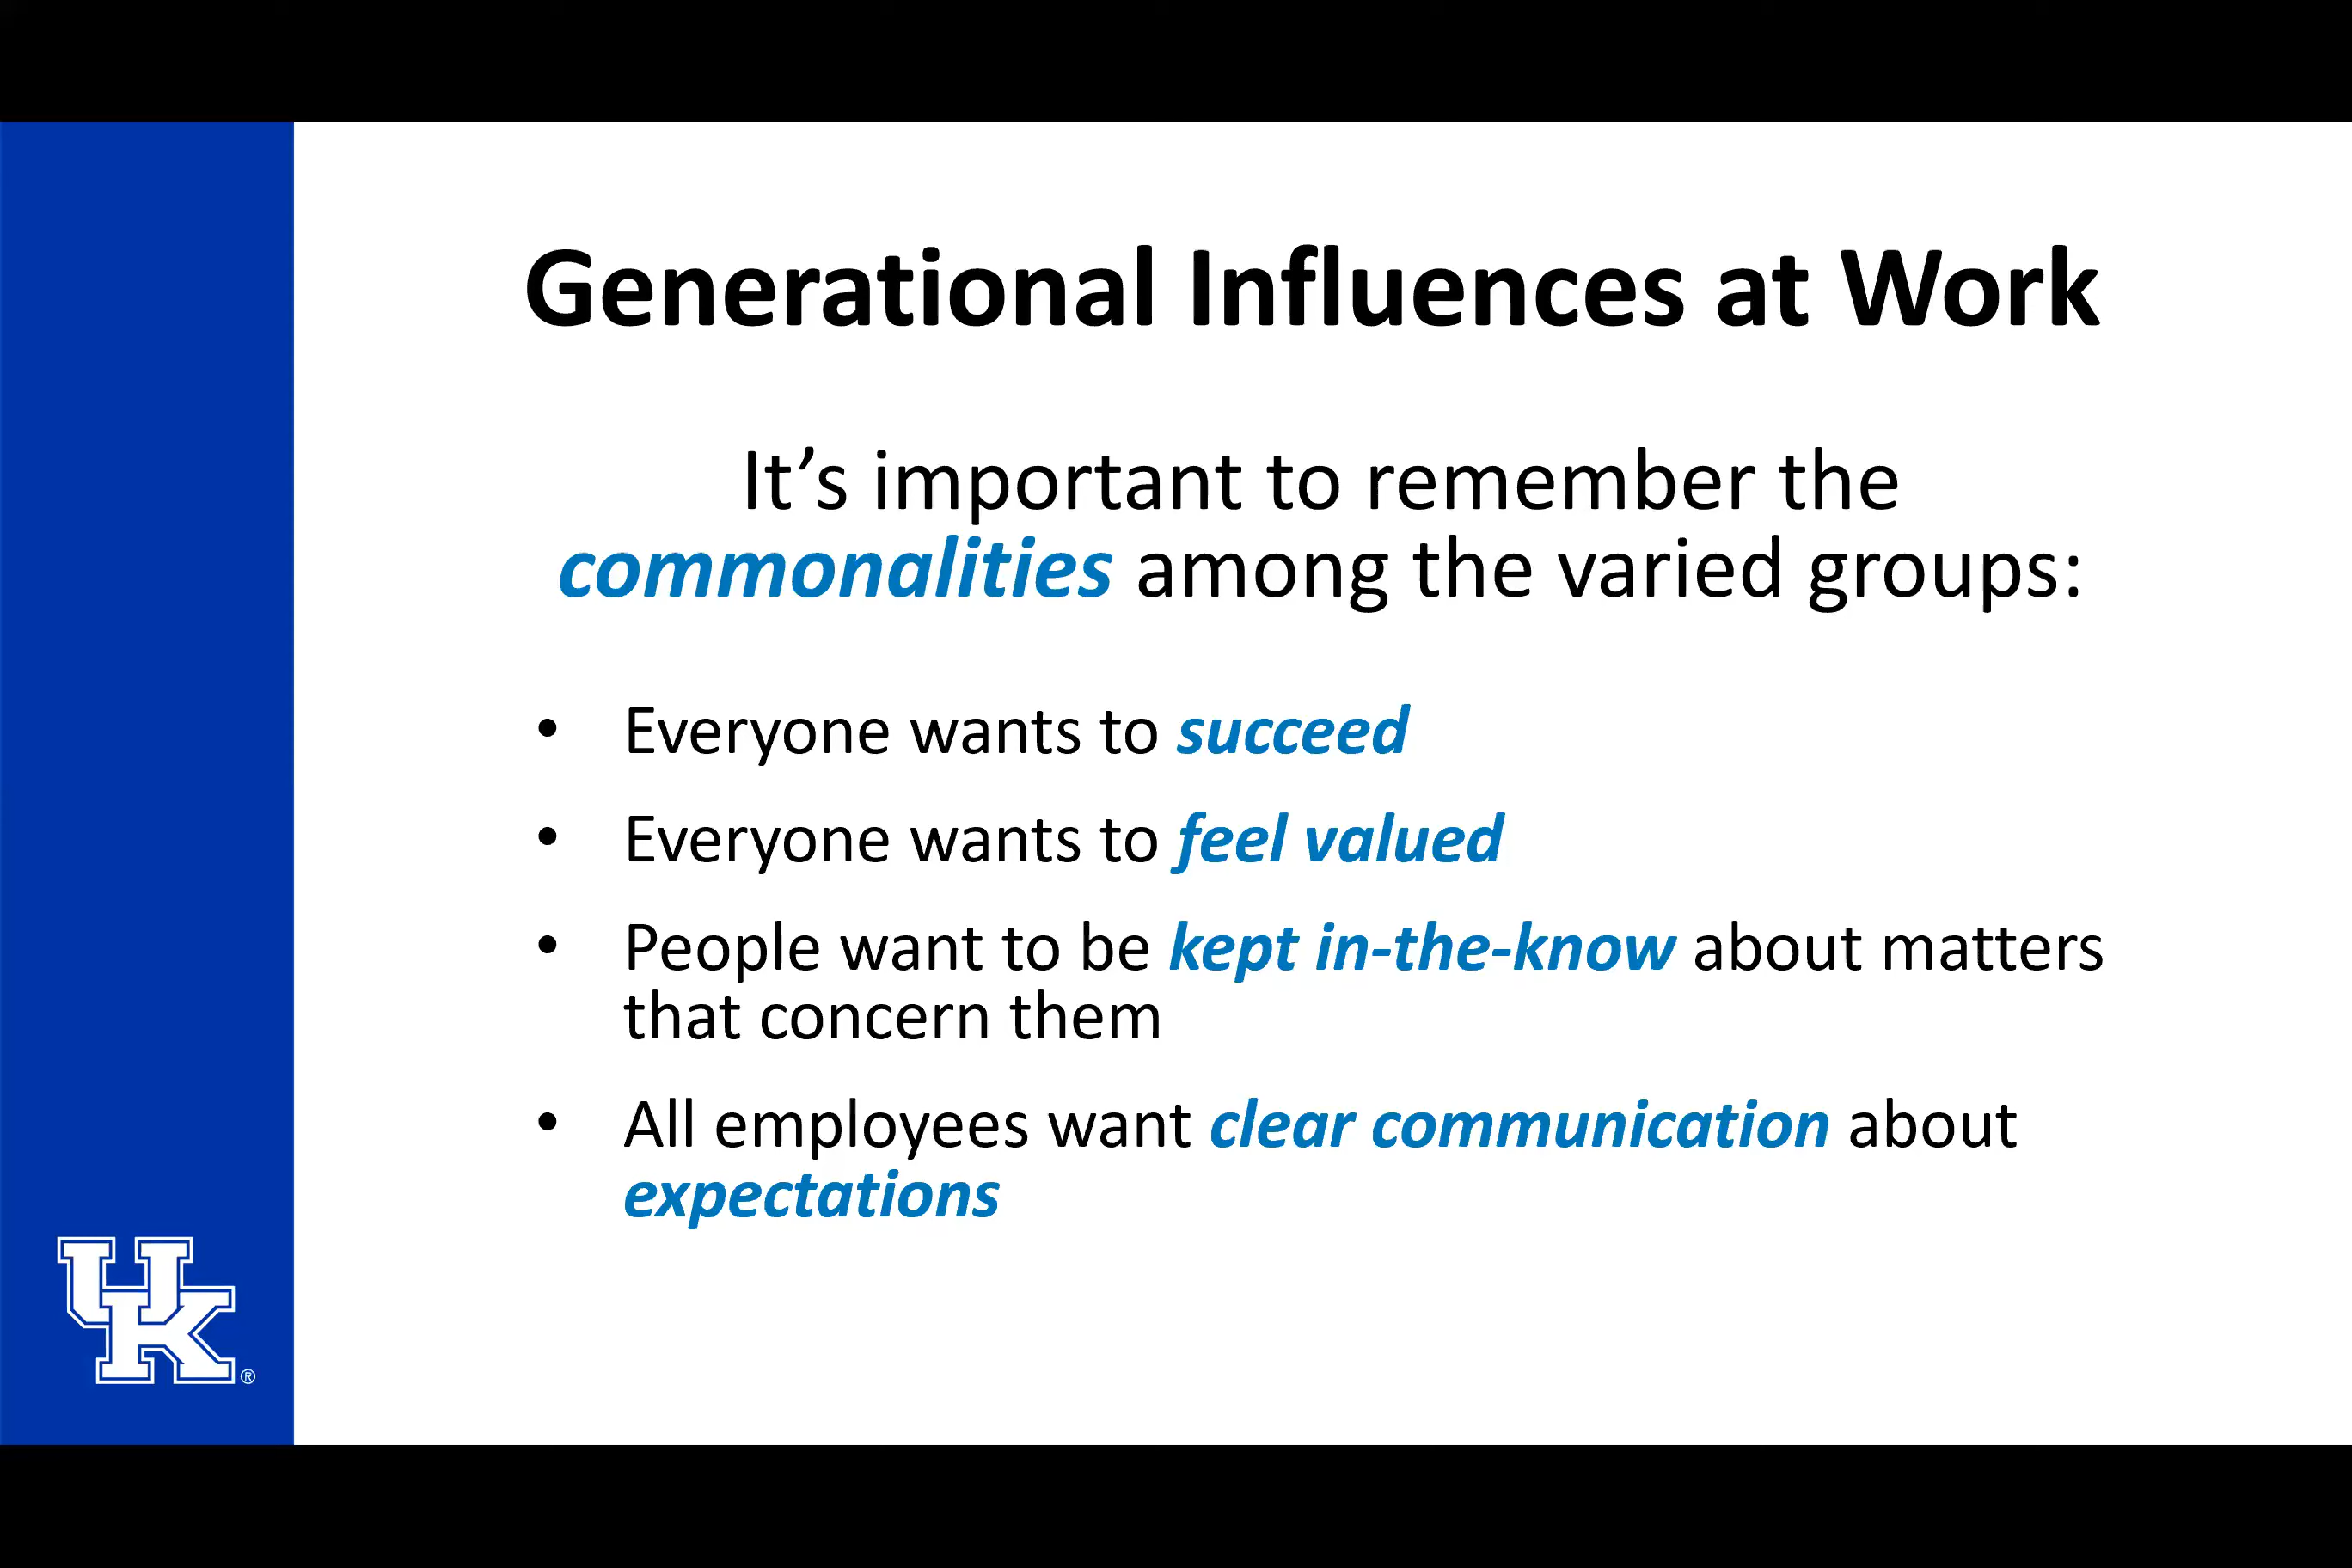 Generational Influences at Work
It’s important to remember the
commonalities among the varied groups:
• Everyone wants to succeed
• Everyone wants to feel valued
• People want to be kept in-the-know about matters
that concern them
• All employees want clear communication about
expectations
UK®